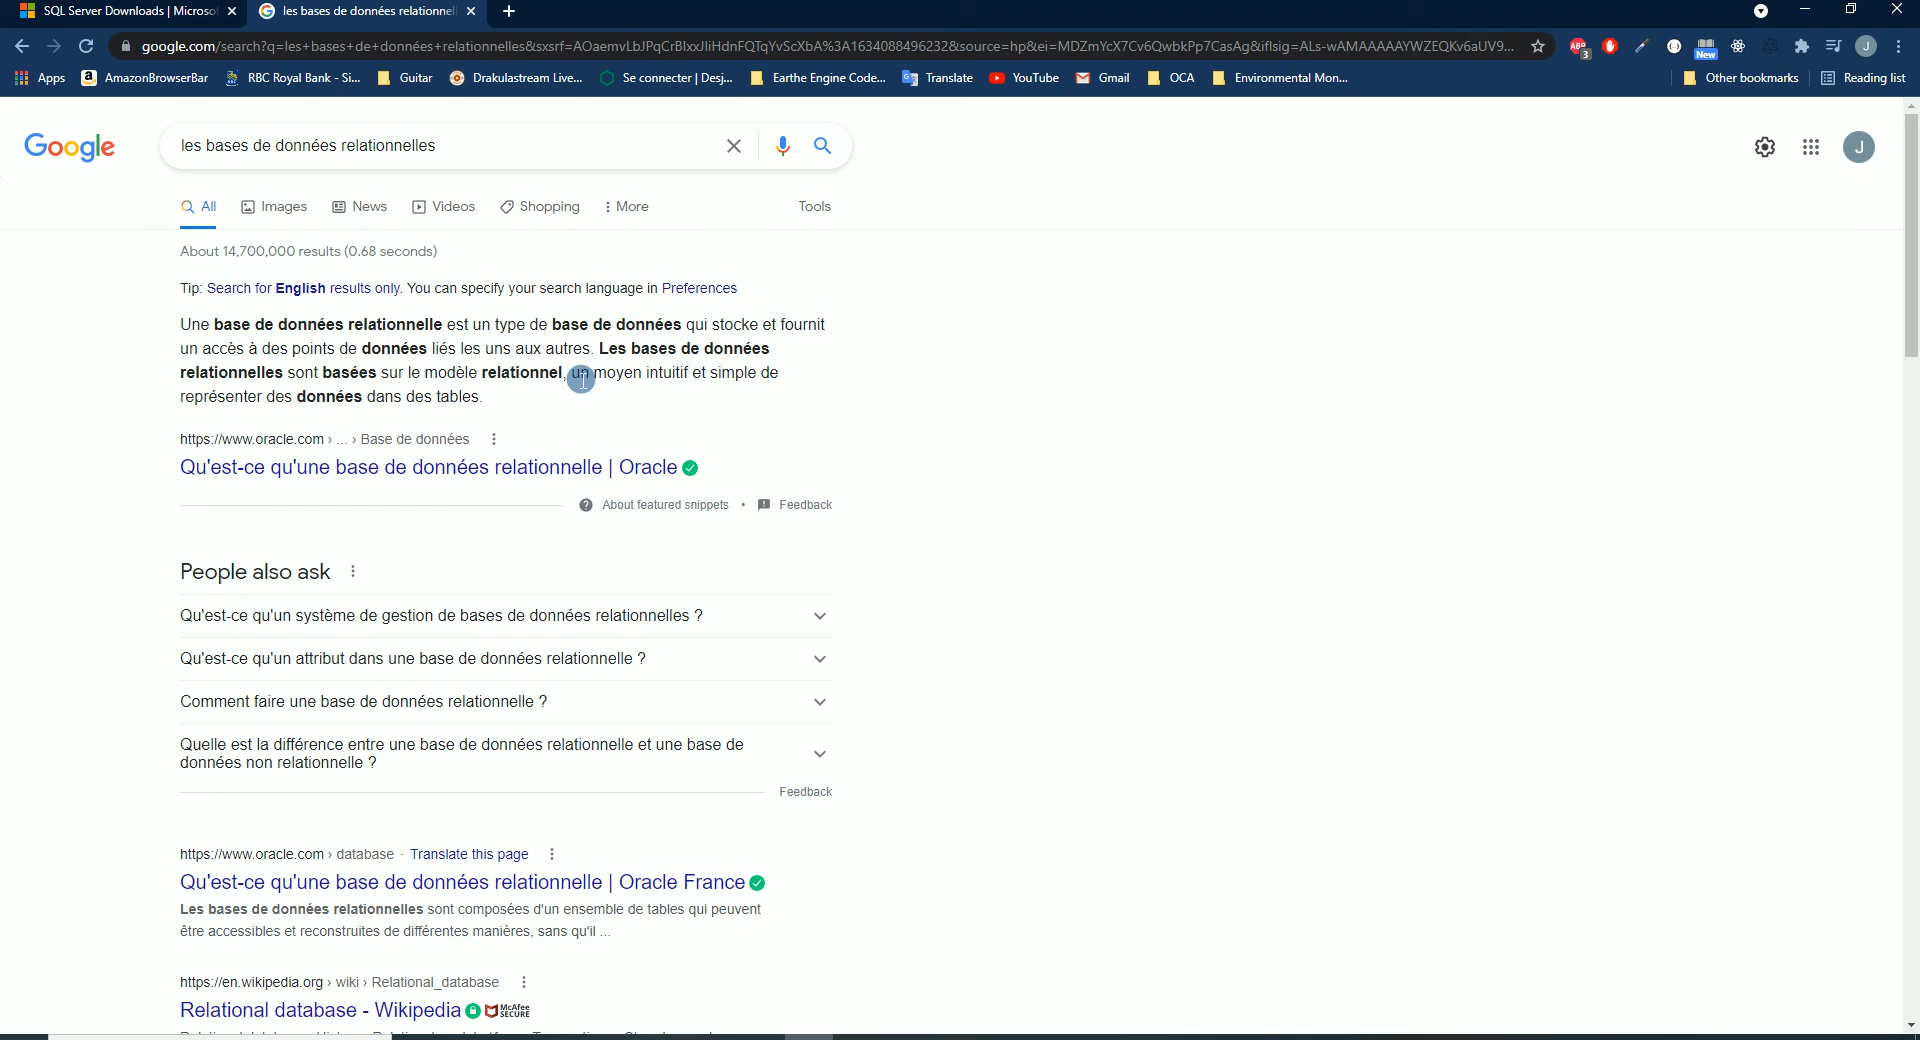 SQL Server Downloads | Microsof
les bases de données relationnel
google.com/search?q=les+bases+de+données+relationnelles&sxsrf=AOaemvLbJPqCrBIxxJIiHdnFQTqYvScXbA%3A1634088496232&source=hp&ei=MDZmYcX7Cv6QwbkPp7CasAg&iflsig=ALs-wAMAAAAAYWZEQKv6aUV9...
ABP
3
New
J
Apps
AmazonBrowserBar
RBC Royal Bank - Si...
Guitar
Drakulastream Live...
Se connecter | Desj...
Earthe Engine Code...
Translate
YouTube
Gmail
OCA
Environmental Mon...
Other bookmarks
Reading list
Google
les bases de données relationnelles
J
All
Images
News
Videos
Shopping
More
Tools
About 14,700,000 results (0.68 seconds)
Tip: Search for English results only. You can specify your search language in Preferences
Une base de données relationnelle est un type de base de données qui stocke et fournit
un accès à des points de données liés les uns aux autres. Les bases de données
relationnelles sont basées sur le modèle relationnel, un moyen intuitif et simple de
représenter des données dans des tables.
https://www.oracle.com › ... › Base de données
Qu'est-ce qu'une base de données relationnelle | Oracle
About featured snippets • Feedback
People also ask
Qu'est-ce qu'un système de gestion de bases de données relationnelles ?
Qu'est-ce qu'un attribut dans une base de données relationnelle ?
Comment faire une base de données relationnelle ?
Quelle est la différence entre une base de données relationnelle et une base de
données non relationnelle ?
Feedback
https://www.oracle.com › database · Translate this page
Qu'est-ce qu'une base de données relationnelle | Oracle France
Les bases de données relationnelles sont composées d'un ensemble de tables qui peuvent
être accessibles et reconstruites de différentes manières, sans qu'il ...
https://en.wikipedia.org › wiki › Relational_database
Relational database - Wikipedia
McAfee
SECURE